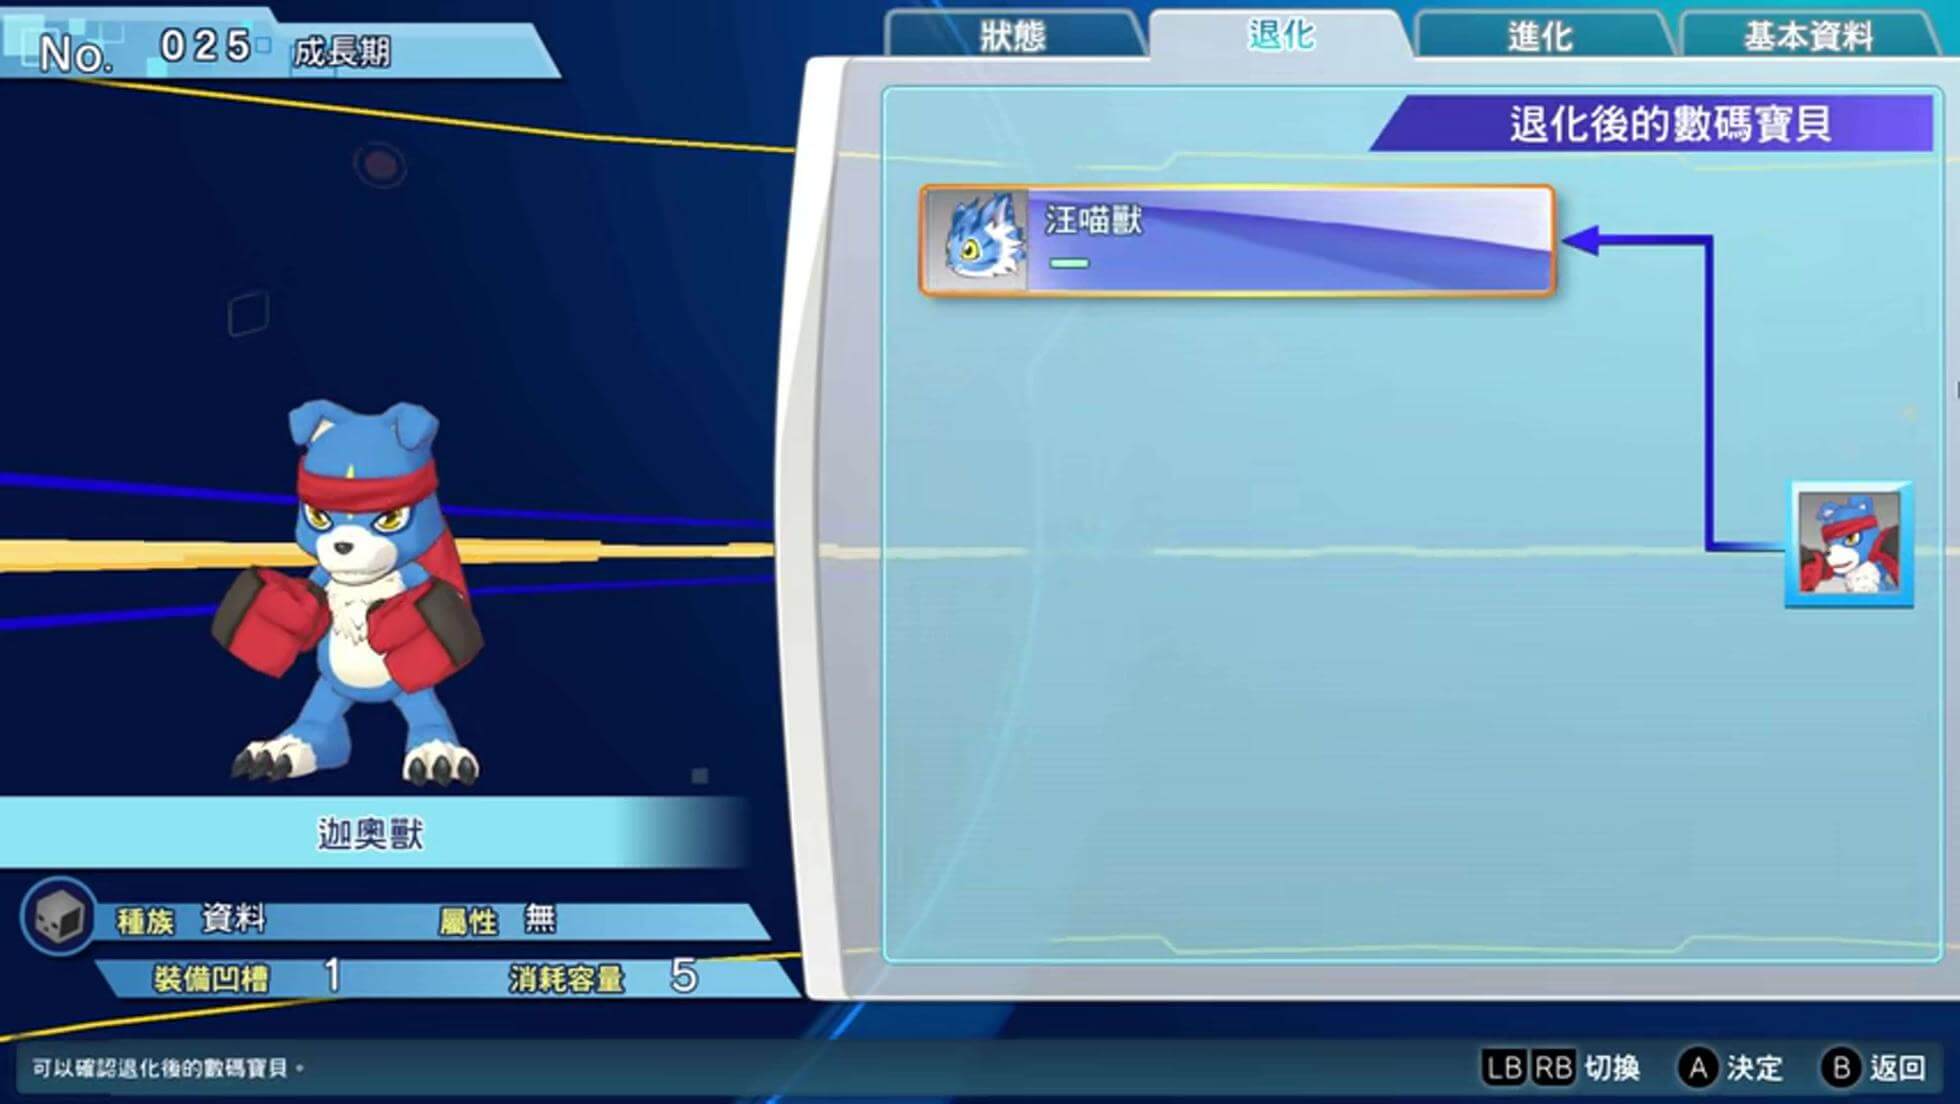 No. 025 成長期
狀態 退化 進化 基本資料
退化後的數碼寶貝
汪喵獸
迦奧獸
種族 資料 屬性 無
裝備凹槽 1 消耗容量 5
可以確認退化後的數碼寶貝。
LB RB 切換 A 決定 B 返回